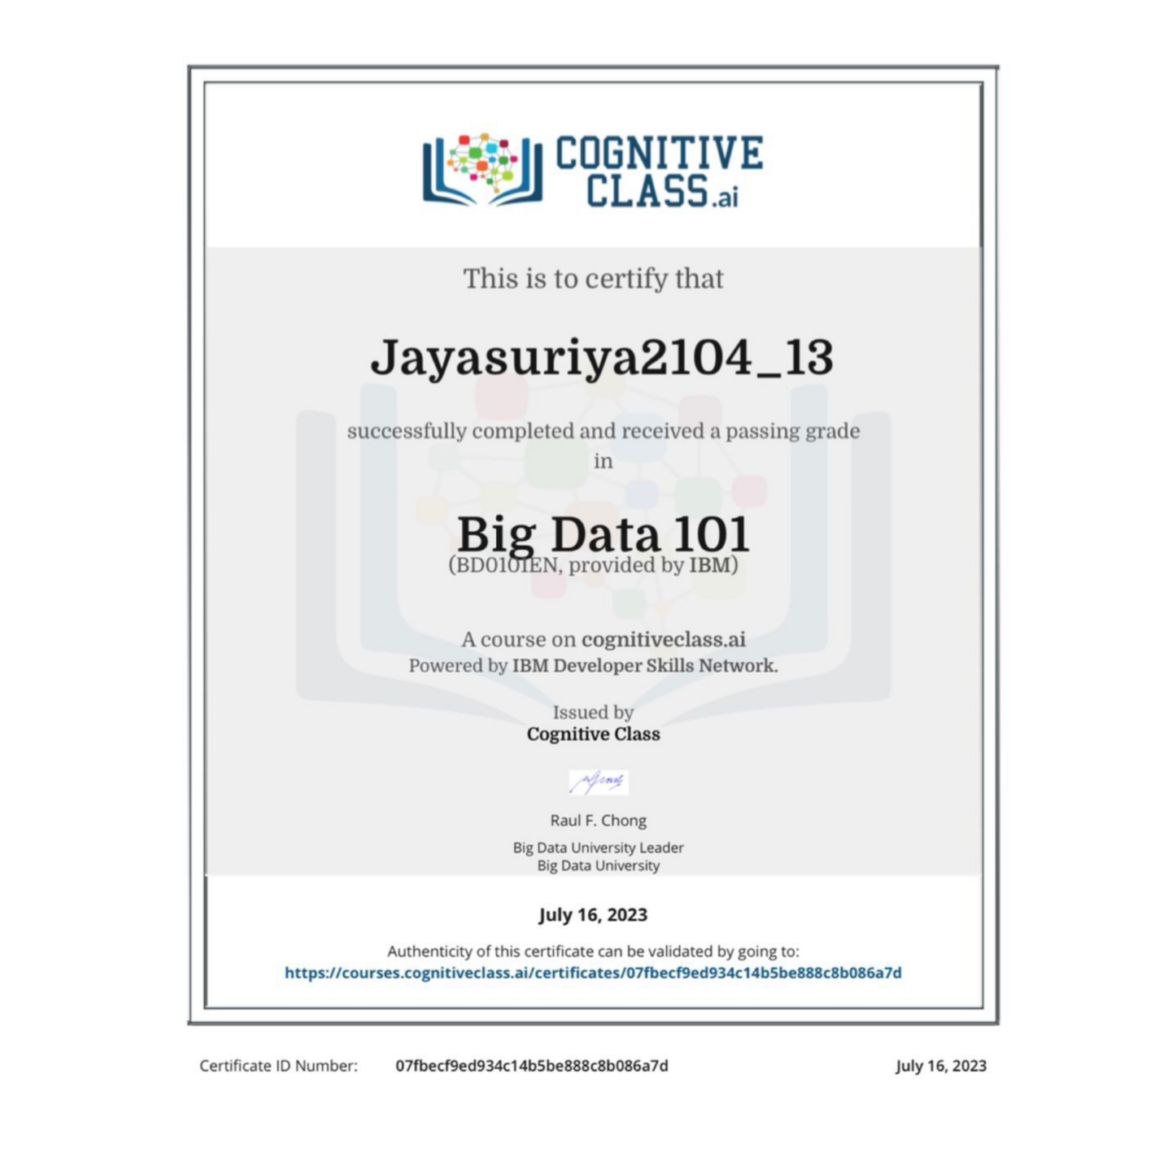 COGNITIVE
CLASS.ai
This is to certify that
Jayasuriya2104_13
successfully completed and received a passing grade
in
Big Data 101
(BD0101EN, provided by IBM)
A course on cognitiveclass.ai
Powered by IBM Developer Skills Network.
Issued by
Cognitive Class
Raul F. Chong
Big Data University Leader
Big Data University
July 16, 2023
Authenticity of this certificate can be validated by going to:
https://courses.cognitiveclass.ai/certificates/07fbecf9ed934c14b5be888c8b086a7d
Certificate ID Number: 07fbecf9ed934c14b5be888c8b086a7d July 16, 2023